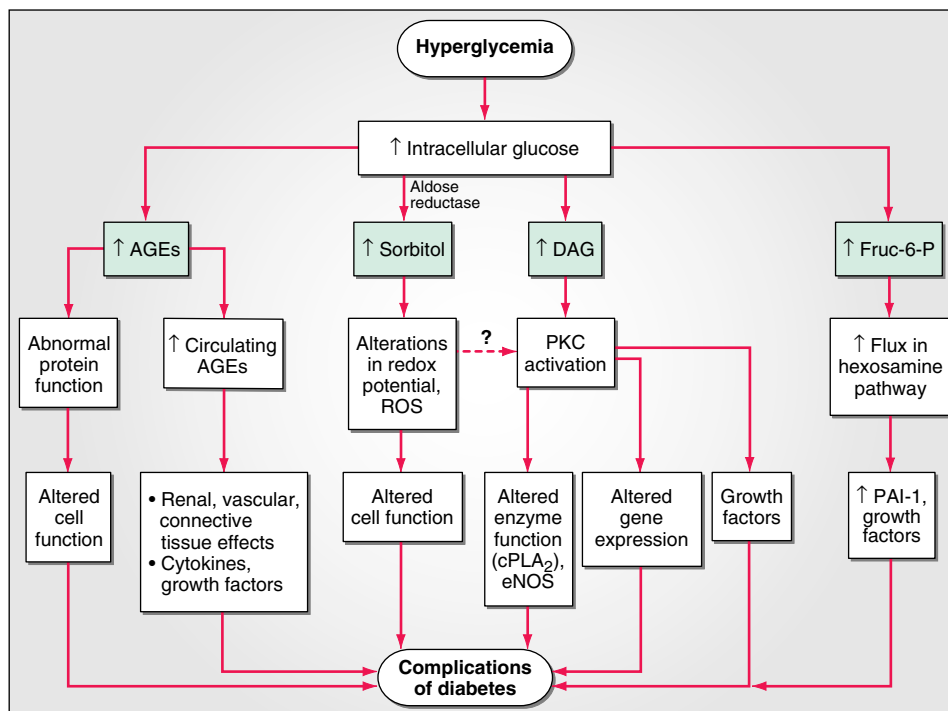 Hyperglycemia
↑ Intracellular glucose
Aldose
reductase
↑ AGEs
↑ Sorbitol
↑ DAG
↑ Fruc-6-P
Abnormal
protein
function
↑ Circulating
AGEs
Alterations
in redox
potential,
ROS
?
PKC
activation
↑ Flux in
hexosamine
pathway
Altered
cell
function
• Renal, vascular,
connective
tissue effects
• Cytokines,
growth factors
Altered
cell function
Altered
enzyme
function
(cPLA₂),
eNOS
Altered
gene
expression
Growth
factors
↑ PAI-1,
growth
factors
Complications
of diabetes